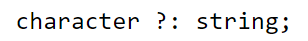 character ?: string;